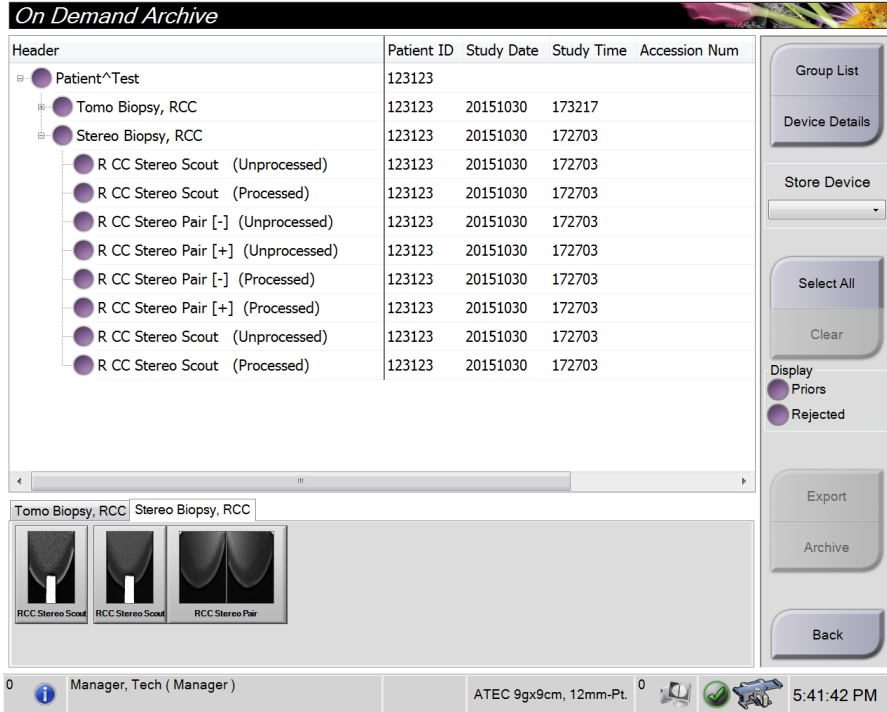 On Demand Archive
Header Patient ID Study Date Study Time Accession Num
Patient^Test 123123
Tomo Biopsy, RCC 123123 20151030 173217
Stereo Biopsy, RCC 123123 20151030 172703
R CC Stereo Scout (Unprocessed) 123123 20151030 172703
R CC Stereo Scout (Processed) 123123 20151030 172703
R CC Stereo Pair [-] (Unprocessed) 123123 20151030 172703
R CC Stereo Pair [+] (Unprocessed) 123123 20151030 172703
R CC Stereo Pair [-] (Processed) 123123 20151030 172703
R CC Stereo Pair [+] (Processed) 123123 20151030 172703
R CC Stereo Scout (Unprocessed) 123123 20151030 172703
R CC Stereo Scout (Processed) 123123 20151030 172703
Group List
Device Details
Store Device
Select All
Clear
Display
Priors
Rejected
Export
Archive
Back
Tomo Biopsy, RCC Stereo Biopsy, RCC
RCC Stereo Scout RCC Stereo Scout RCC Stereo Pair
0 Manager, Tech ( Manager ) ATEC 9gx9cm, 12mm-Pt. 0 5:41:42 PM